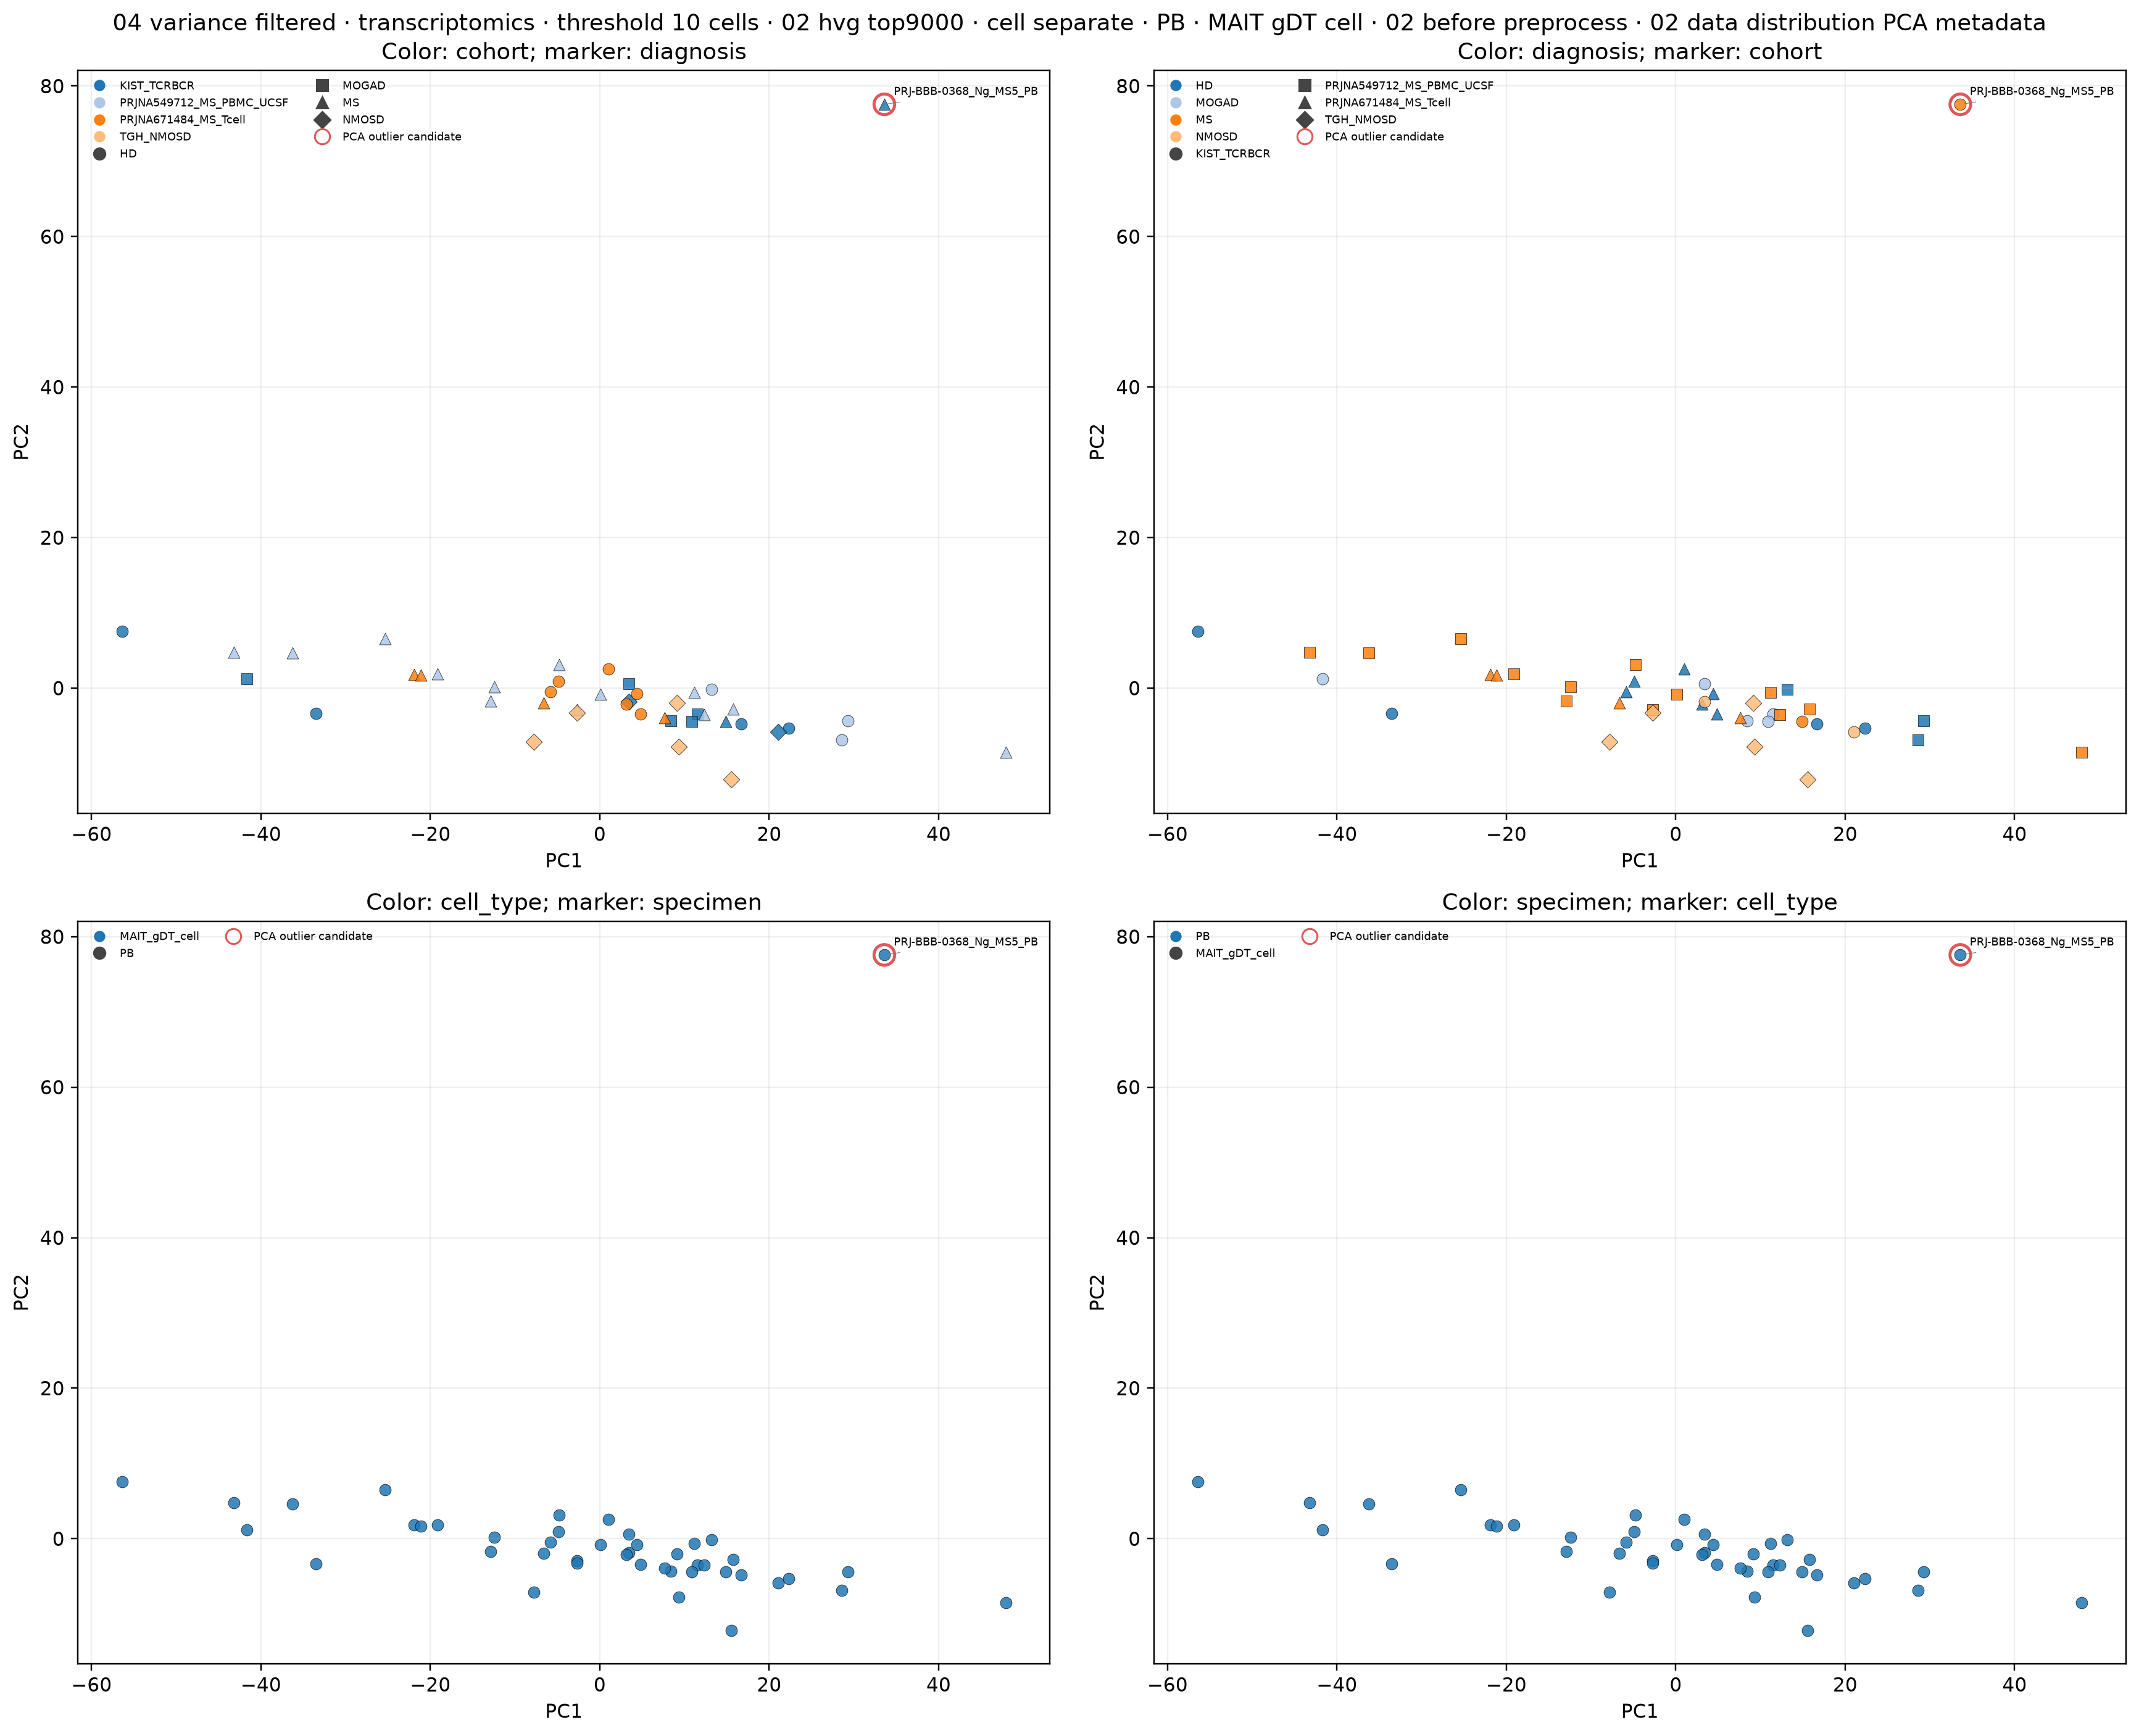 04 variance filtered · transcriptomics · threshold 10 cells · 02 hvg top9000 · cell separate · PB · MAIT gDT cell · 02 before preprocess · 02 data distribution PCA metadata
Color: cohort; marker: diagnosis
KIST_TCRBCR
PRJNA549712_MS_PBMC_UCSF
PRJNA671484_MS_Tcell
TGH_NMOSD
HD
MOGAD
MS
NMOSD
PCA outlier candidate
PRJ-BBB-0368_Ng_MS5_PB
80
60
40
20
0
PC2
−60
−40
−20
0
20
40
PC1
Color: diagnosis; marker: cohort
HD
MOGAD
MS
NMOSD
KIST_TCRBCR
PRJNA549712_MS_PBMC_UCSF
PRJNA671484_MS_Tcell
TGH_NMOSD
PCA outlier candidate
PRJ-BBB-0368_Ng_MS5_PB
80
60
40
20
0
PC2
−60
−40
−20
0
20
40
PC1
Color: cell_type; marker: specimen
MAIT_gDT_cell
PB
PCA outlier candidate
PRJ-BBB-0368_Ng_MS5_PB
80
60
40
20
0
PC2
−60
−40
−20
0
20
40
PC1
Color: specimen; marker: cell_type
PB
MAIT_gDT_cell
PCA outlier candidate
PRJ-BBB-0368_Ng_MS5_PB
80
60
40
20
0
PC2
−60
−40
−20
0
20
40
PC1